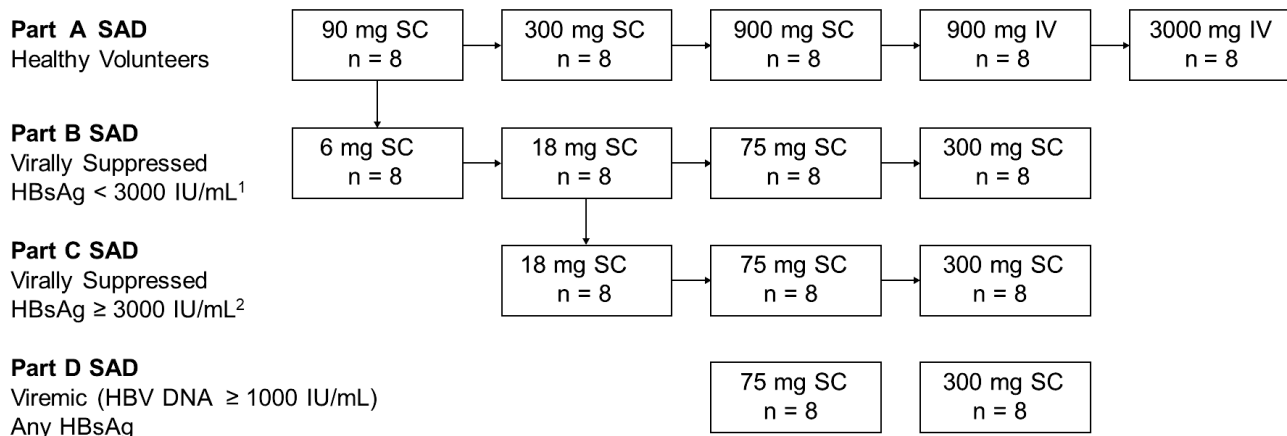 Part A SAD
Healthy Volunteers
90 mg SC
n = 8
300 mg SC
n = 8
900 mg SC
n = 8
900 mg IV
n = 8
3000 mg IV
n = 8
Part B SAD
Virally Suppressed
HBsAg < 3000 IU/mL¹
6 mg SC
n = 8
18 mg SC
n = 8
75 mg SC
n = 8
300 mg SC
n = 8
Part C SAD
Virally Suppressed
HBsAg ≥ 3000 IU/mL²
18 mg SC
n = 8
75 mg SC
n = 8
300 mg SC
n = 8
Part D SAD
Viremic (HBV DNA ≥ 1000 IU/mL)
Any HBsAg
75 mg SC
n = 8
300 mg SC
n = 8